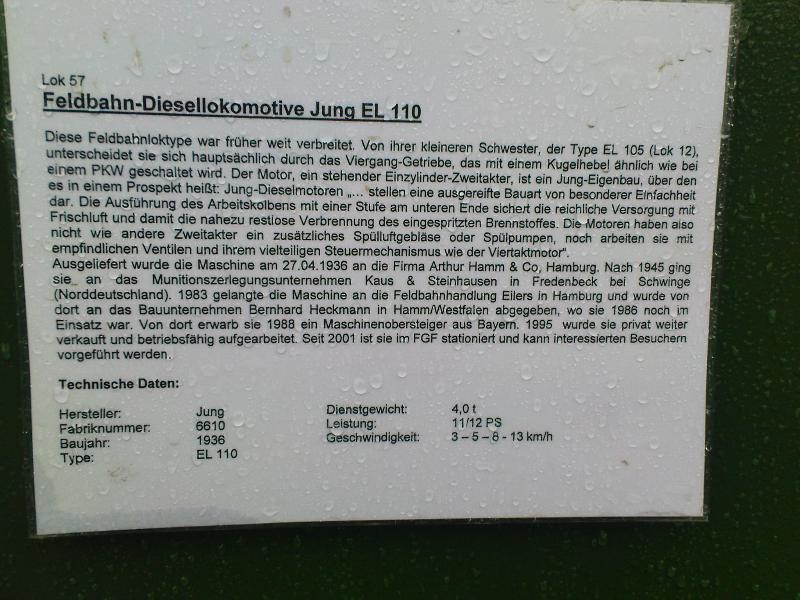 Lok 57
Feldbahn-Diesellokomotive Jung EL 110
Diese Feldbahnloktype war früher weit verbreitet. Von ihrer kleineren Schwester, der Type EL 105 (Lok 12),
unterscheidet sie sich hauptsächlich durch das Viergang-Getriebe, das mit einem Kugelhebel ähnlich wie bei
einem PKW geschaltet wird. Der Motor, ein stehender Einzylinder-Zweitakter, ist ein Jung-Eigenbau, über den
es in einem Prospekt heißt: Jung-Dieselmotoren „... stellen eine ausgereifte Bauart von besonderer Einfachheit
dar. Die Ausführung des Arbeitskolbens mit einer Stufe am unteren Ende sichert die reichliche Versorgung mit
Frischluft und damit die nahezu restlose Verbrennung des eingespritzten Brennstoffes. Die Motoren haben also
nicht wie andere Zweitakter ein zusätzliches Spülluftgebläse oder Spülpumpen, noch arbeiten sie mit
empfindlichen Ventilen und ihrem vielteiligen Steuermechanismus wie der Viertaktmotor“.
Ausgeliefert wurde die Maschine am 27.04.1936 an die Firma Arthur Hamm & Co, Hamburg. Nach 1945 ging
sie an das Munitionszerlegungsunternehmen Kaus & Steinhausen in Fredenbeck bei Schwinge
(Norddeutschland). 1983 gelangte die Maschine an die Feldbahnhandlung Eilers in Hamburg und wurde von
dort an das Bauunternehmen Bernhard Heckmann in Hamm/Westfalen abgegeben, wo sie 1986 noch im
Einsatz war. Von dort erwarb sie 1988 ein Maschinenobersteiger aus Bayern. 1995 wurde sie privat weiter
verkauft und betriebsfähig aufgearbeitet. Seit 2001 ist sie im FGF stationiert und kann interessierten Besuchern
vorgeführt werden.
Technische Daten:
Hersteller: Jung Dienstgewicht: 4,0 t
Fabriknummer: 6610 Leistung: 11/12 PS
Baujahr: 1936 Geschwindigkeit: 3 – 5 – 8 - 13 km/h
Type: EL 110